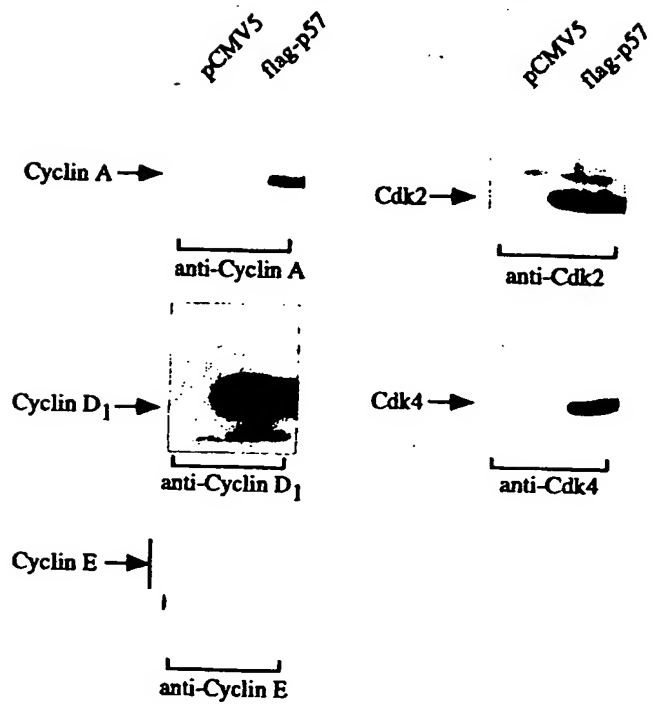 pCMV5 flag-p57 pCMV5 flag-p57
Cyclin A Cdk2
anti-Cyclin A anti-Cdk2
Cyclin D1 Cdk4
anti-Cyclin D1 anti-Cdk4
Cyclin E
anti-Cyclin E